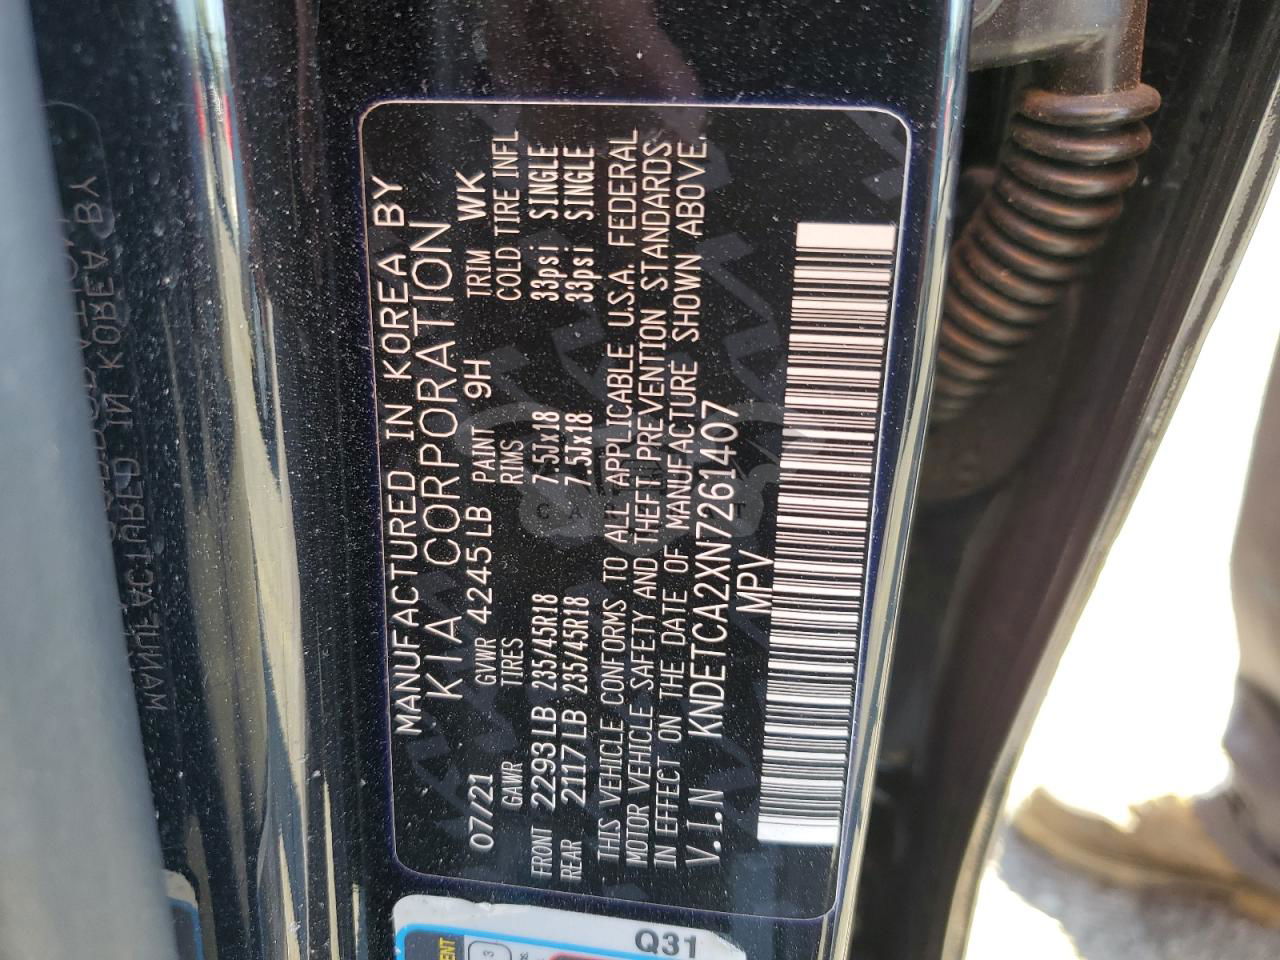 MANUFACTURED IN KOREA BY
KIA CORPORATION
07/21 GVWR 4245LB PAINT 9H TRIM WK
GAWR TIRES RIMS COLD TIRE INFL
FRONT 2293LB 235/45R18 7.5Jx18 33psi SINGLE
REAR 2117LB 235/45R18 7.5Jx18 33psi SINGLE
THIS VEHICLE CONFORMS TO ALL APPLICABLE U.S.A. FEDERAL
MOTOR VEHICLE SAFETY AND THEFT PREVENTION STANDARDS
IN EFFECT ON THE DATE OF MANUFACTURE SHOWN ABOVE.
V.I.N KNDETCA2XN7261407
MPV
Q31